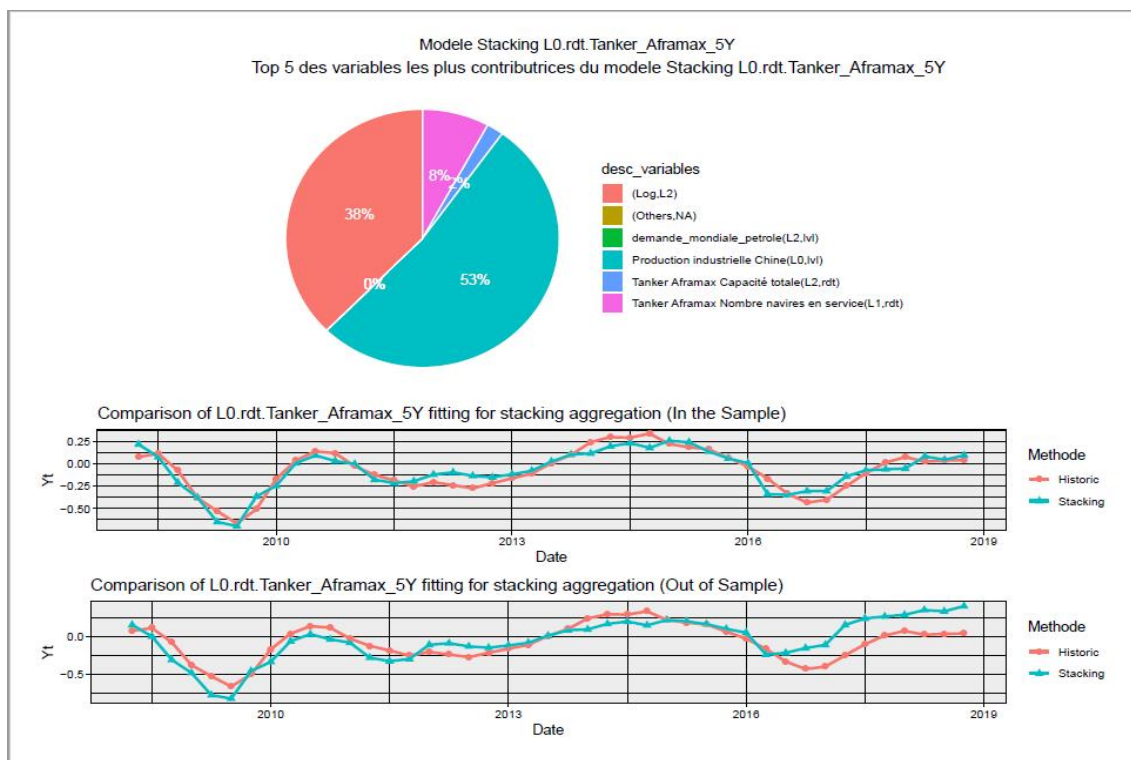 Modele Stacking L0.rdt.Tanker_Aframax_5Y
Top 5 des variables les plus contributrices du modele Stacking L0.rdt.Tanker_Aframax_5Y
8%
2%
38%
0%
53%
desc_variables
(Log,L2)
(Others,NA)
demande_mondiale_petrole(L2,lvl)
Production industrielle Chine(L0,lvl)
Tanker Aframax Capacité totale(L2,rdt)
Tanker Aframax Nombre navires en service(L1,rdt)
Comparison of L0.rdt.Tanker_Aframax_5Y fitting for stacking aggregation (In the Sample)
Yt
0.25
0.00
−0.25
−0.50
2010
2013
2016
2019
Date
Methode
Historic
Stacking
Comparison of L0.rdt.Tanker_Aframax_5Y fitting for stacking aggregation (Out of Sample)
Yt
0.0
−0.5
2010
2013
2016
2019
Date
Methode
Historic
Stacking